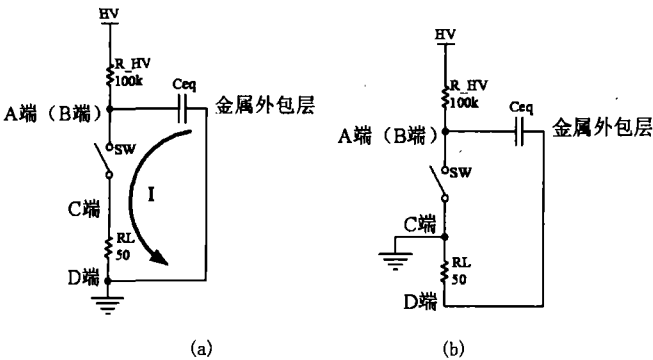 HV
R_HV
100k
Ceq
A端（B端）
金属外包层
SW
I
C端
RL
50
D端
(a)
HV
R_HV
100k
Ceq
A端（B端）
金属外包层
SW
C端
RL
50
D端
(b)